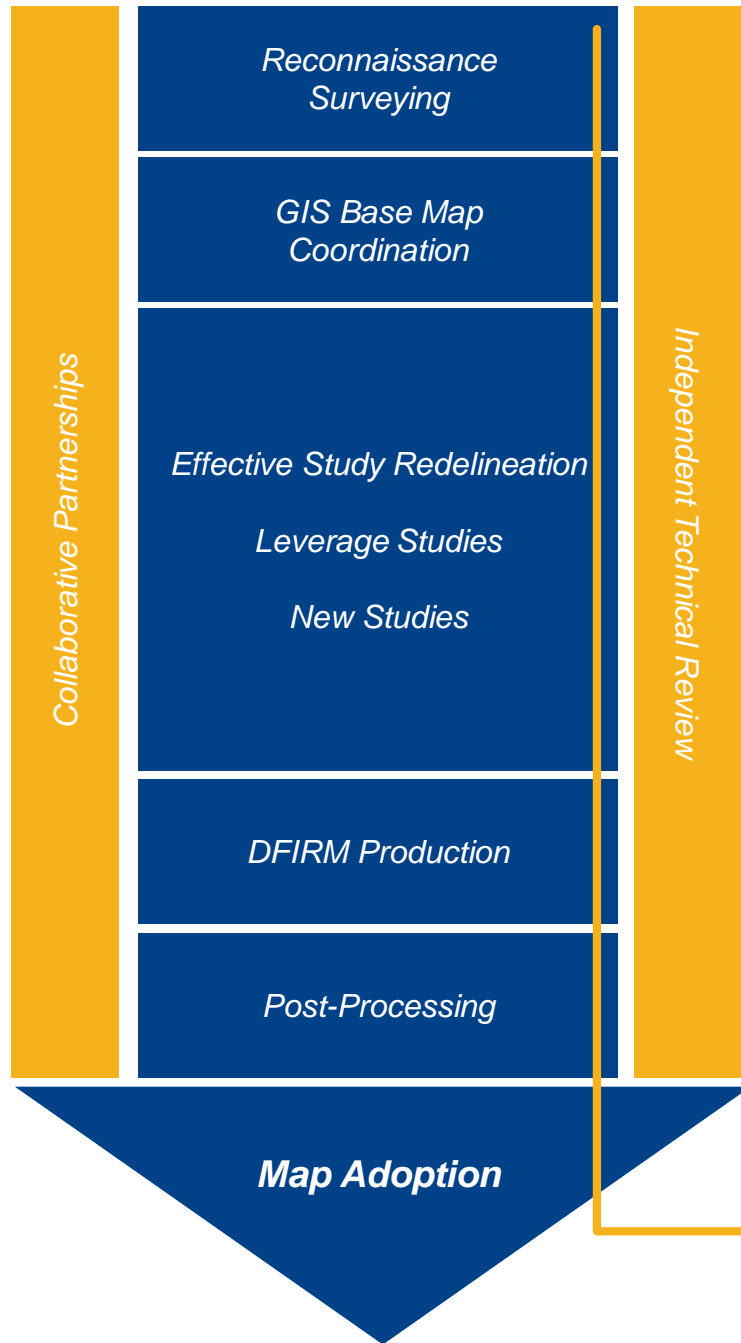 Reconnaissance
Surveying
GIS Base Map
Coordination
Collaborative Partnerships
Effective Study Redelineation
Leverage Studies
New Studies
Independent Technical Review
DFIRM Production
Post-Processing
Map Adoption